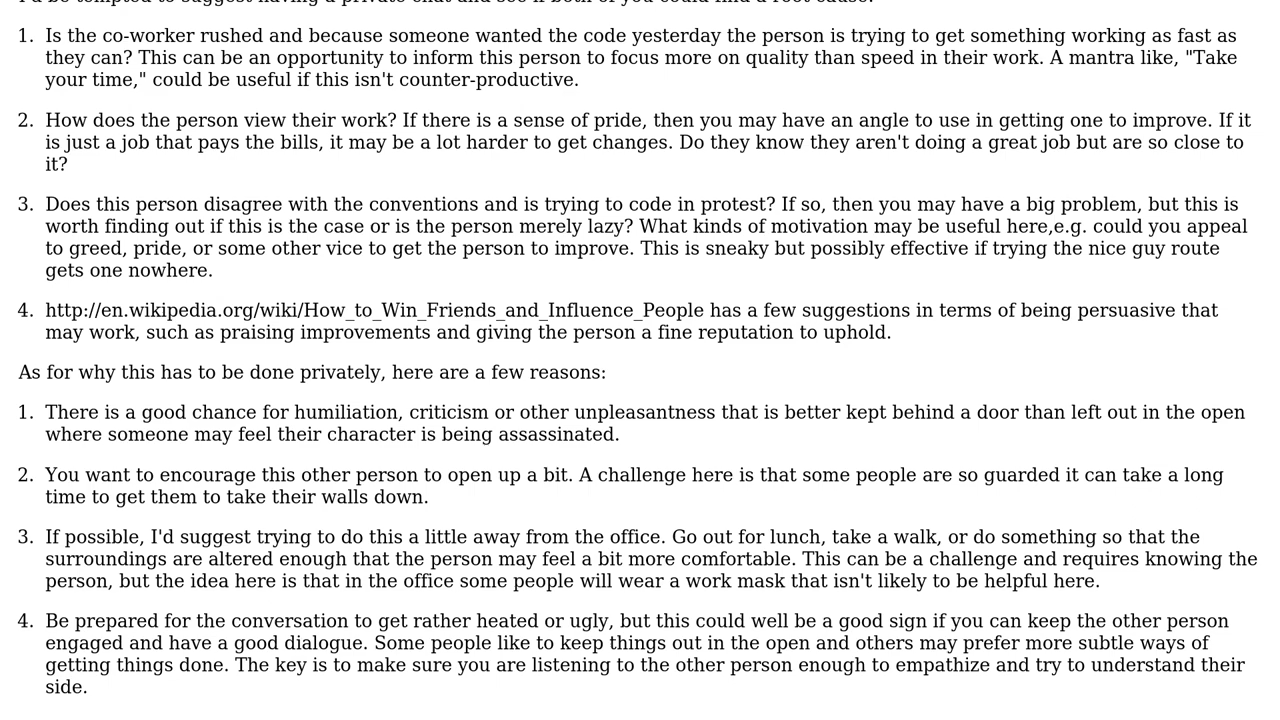 1. Is the co-worker rushed and because someone wanted the code yesterday the person is trying to get something working as fast as
they can? This can be an opportunity to inform this person to focus more on quality than speed in their work. A mantra like, "Take
your time," could be useful if this isn't counter-productive.
2. How does the person view their work? If there is a sense of pride, then you may have an angle to use in getting one to improve. If it
is just a job that pays the bills, it may be a lot harder to get changes. Do they know they aren't doing a great job but are so close to
it?
3. Does this person disagree with the conventions and is trying to code in protest? If so, then you may have a big problem, but this is
worth finding out if this is the case or is the person merely lazy? What kinds of motivation may be useful here,e.g. could you appeal
to greed, pride, or some other vice to get the person to improve. This is sneaky but possibly effective if trying the nice guy route
gets one nowhere.
4. http://en.wikipedia.org/wiki/How_to_Win_Friends_and_Influence_People has a few suggestions in terms of being persuasive that
may work, such as praising improvements and giving the person a fine reputation to uphold.
As for why this has to be done privately, here are a few reasons:
1. There is a good chance for humiliation, criticism or other unpleasantness that is better kept behind a door than left out in the open
where someone may feel their character is being assassinated.
2. You want to encourage this other person to open up a bit. A challenge here is that some people are so guarded it can take a long
time to get them to take their walls down.
3. If possible, I'd suggest trying to do this a little away from the office. Go out for lunch, take a walk, or do something so that the
surroundings are altered enough that the person may feel a bit more comfortable. This can be a challenge and requires knowing the
person, but the idea here is that in the office some people will wear a work mask that isn't likely to be helpful here.
4. Be prepared for the conversation to get rather heated or ugly, but this could well be a good sign if you can keep the other person
engaged and have a good dialogue. Some people like to keep things out in the open and others may prefer more subtle ways of
getting things done. The key is to make sure you are listening to the other person enough to empathize and try to understand their
side.